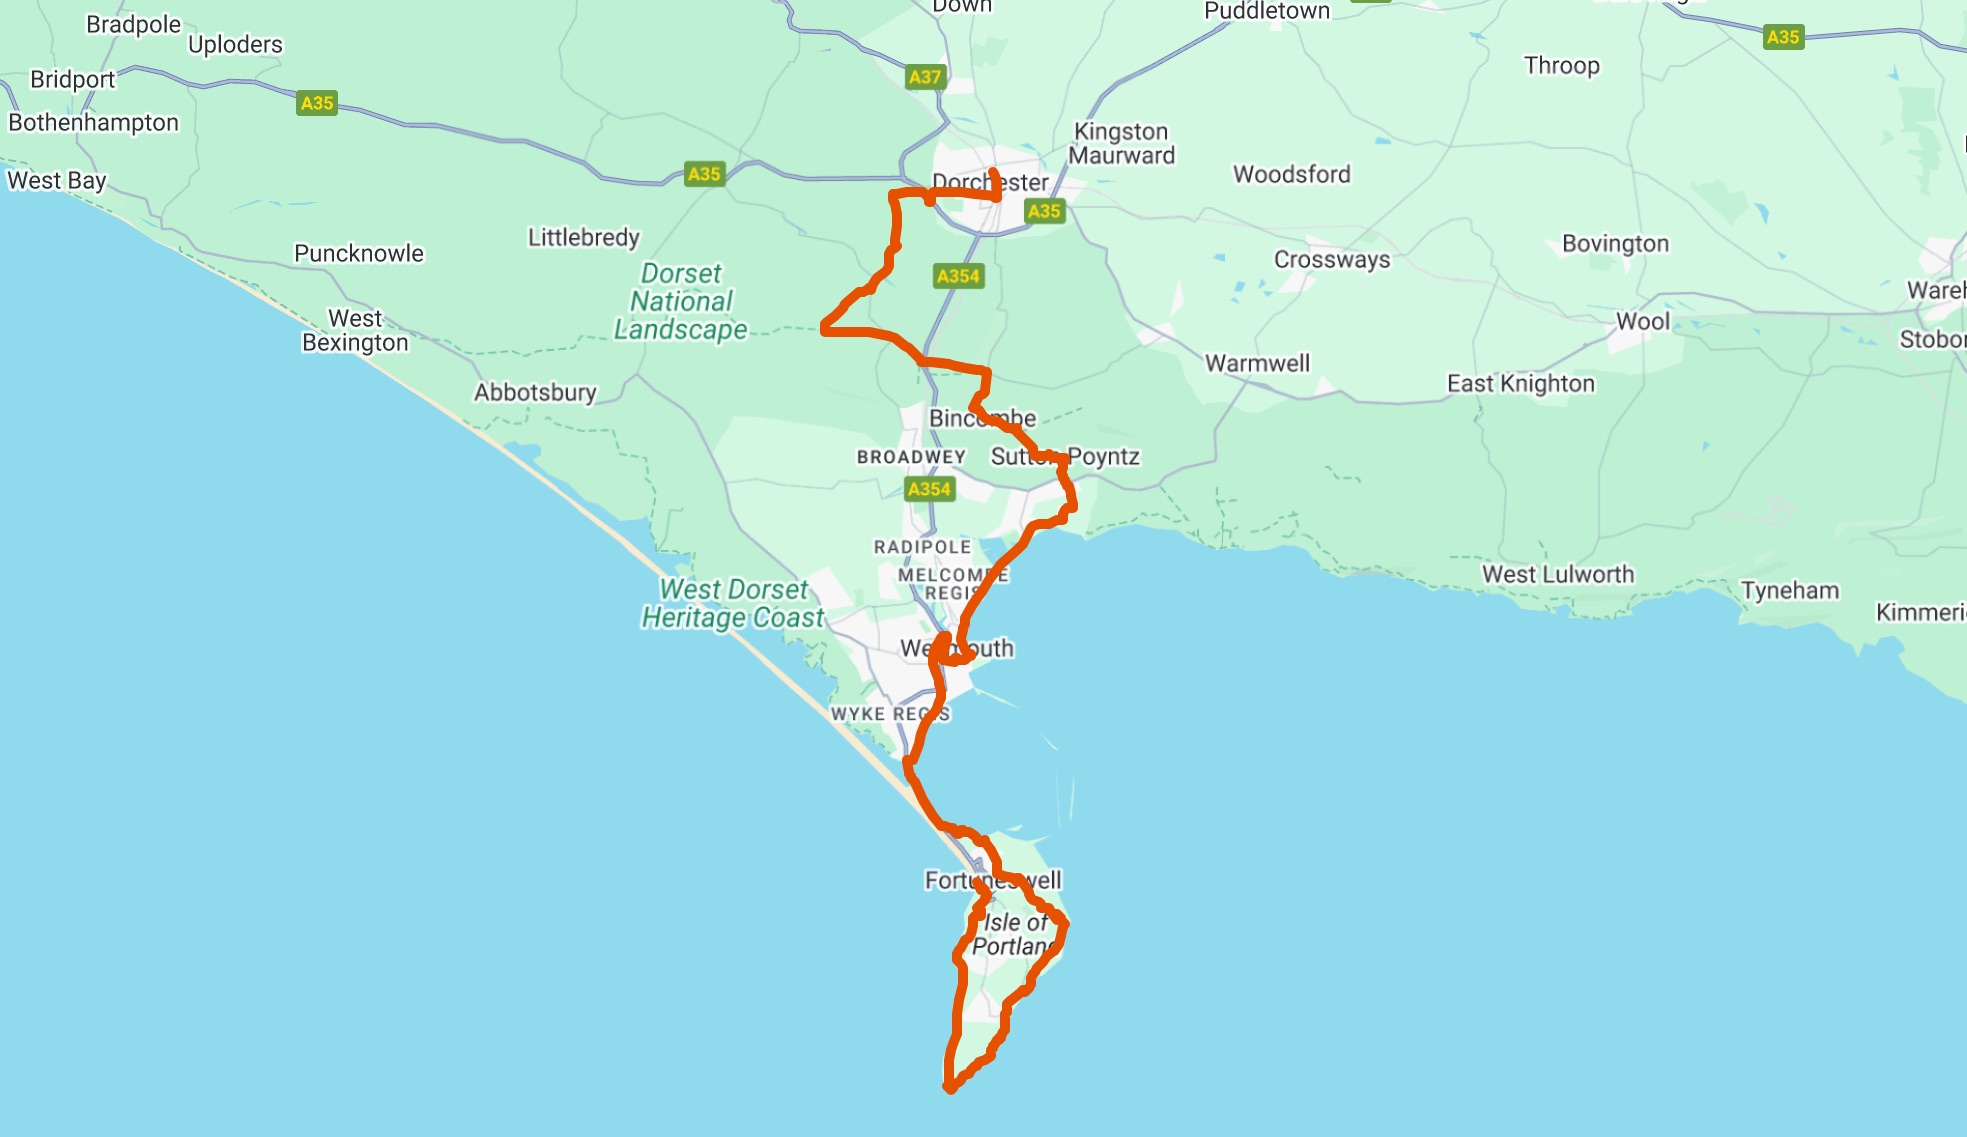 Down
Puddletown
Bradpole
Uploders
A35
Throop
Bridport
A37
A35
Bothenhampton
Kingston
Maurward
A35
Woodsford
West Bay
Dorchester
A35
Littlebredy
Bovington
Puncknowle
Crossways
Dorset
National
Landscape
A354
Wareh
West
Bexington
Wool
Stobor
Warmwell
East Knighton
Abbotsbury
Bincombe
BROADWEY
Sutton Poyntz
A354
RADIPOLE
MELCOMBE
REGIS
West Lulworth
West Dorset
Heritage Coast
Tyneham
Kimmeri
Weymouth
WYKE REGIS
Fortuneswell
Isle of
Portland